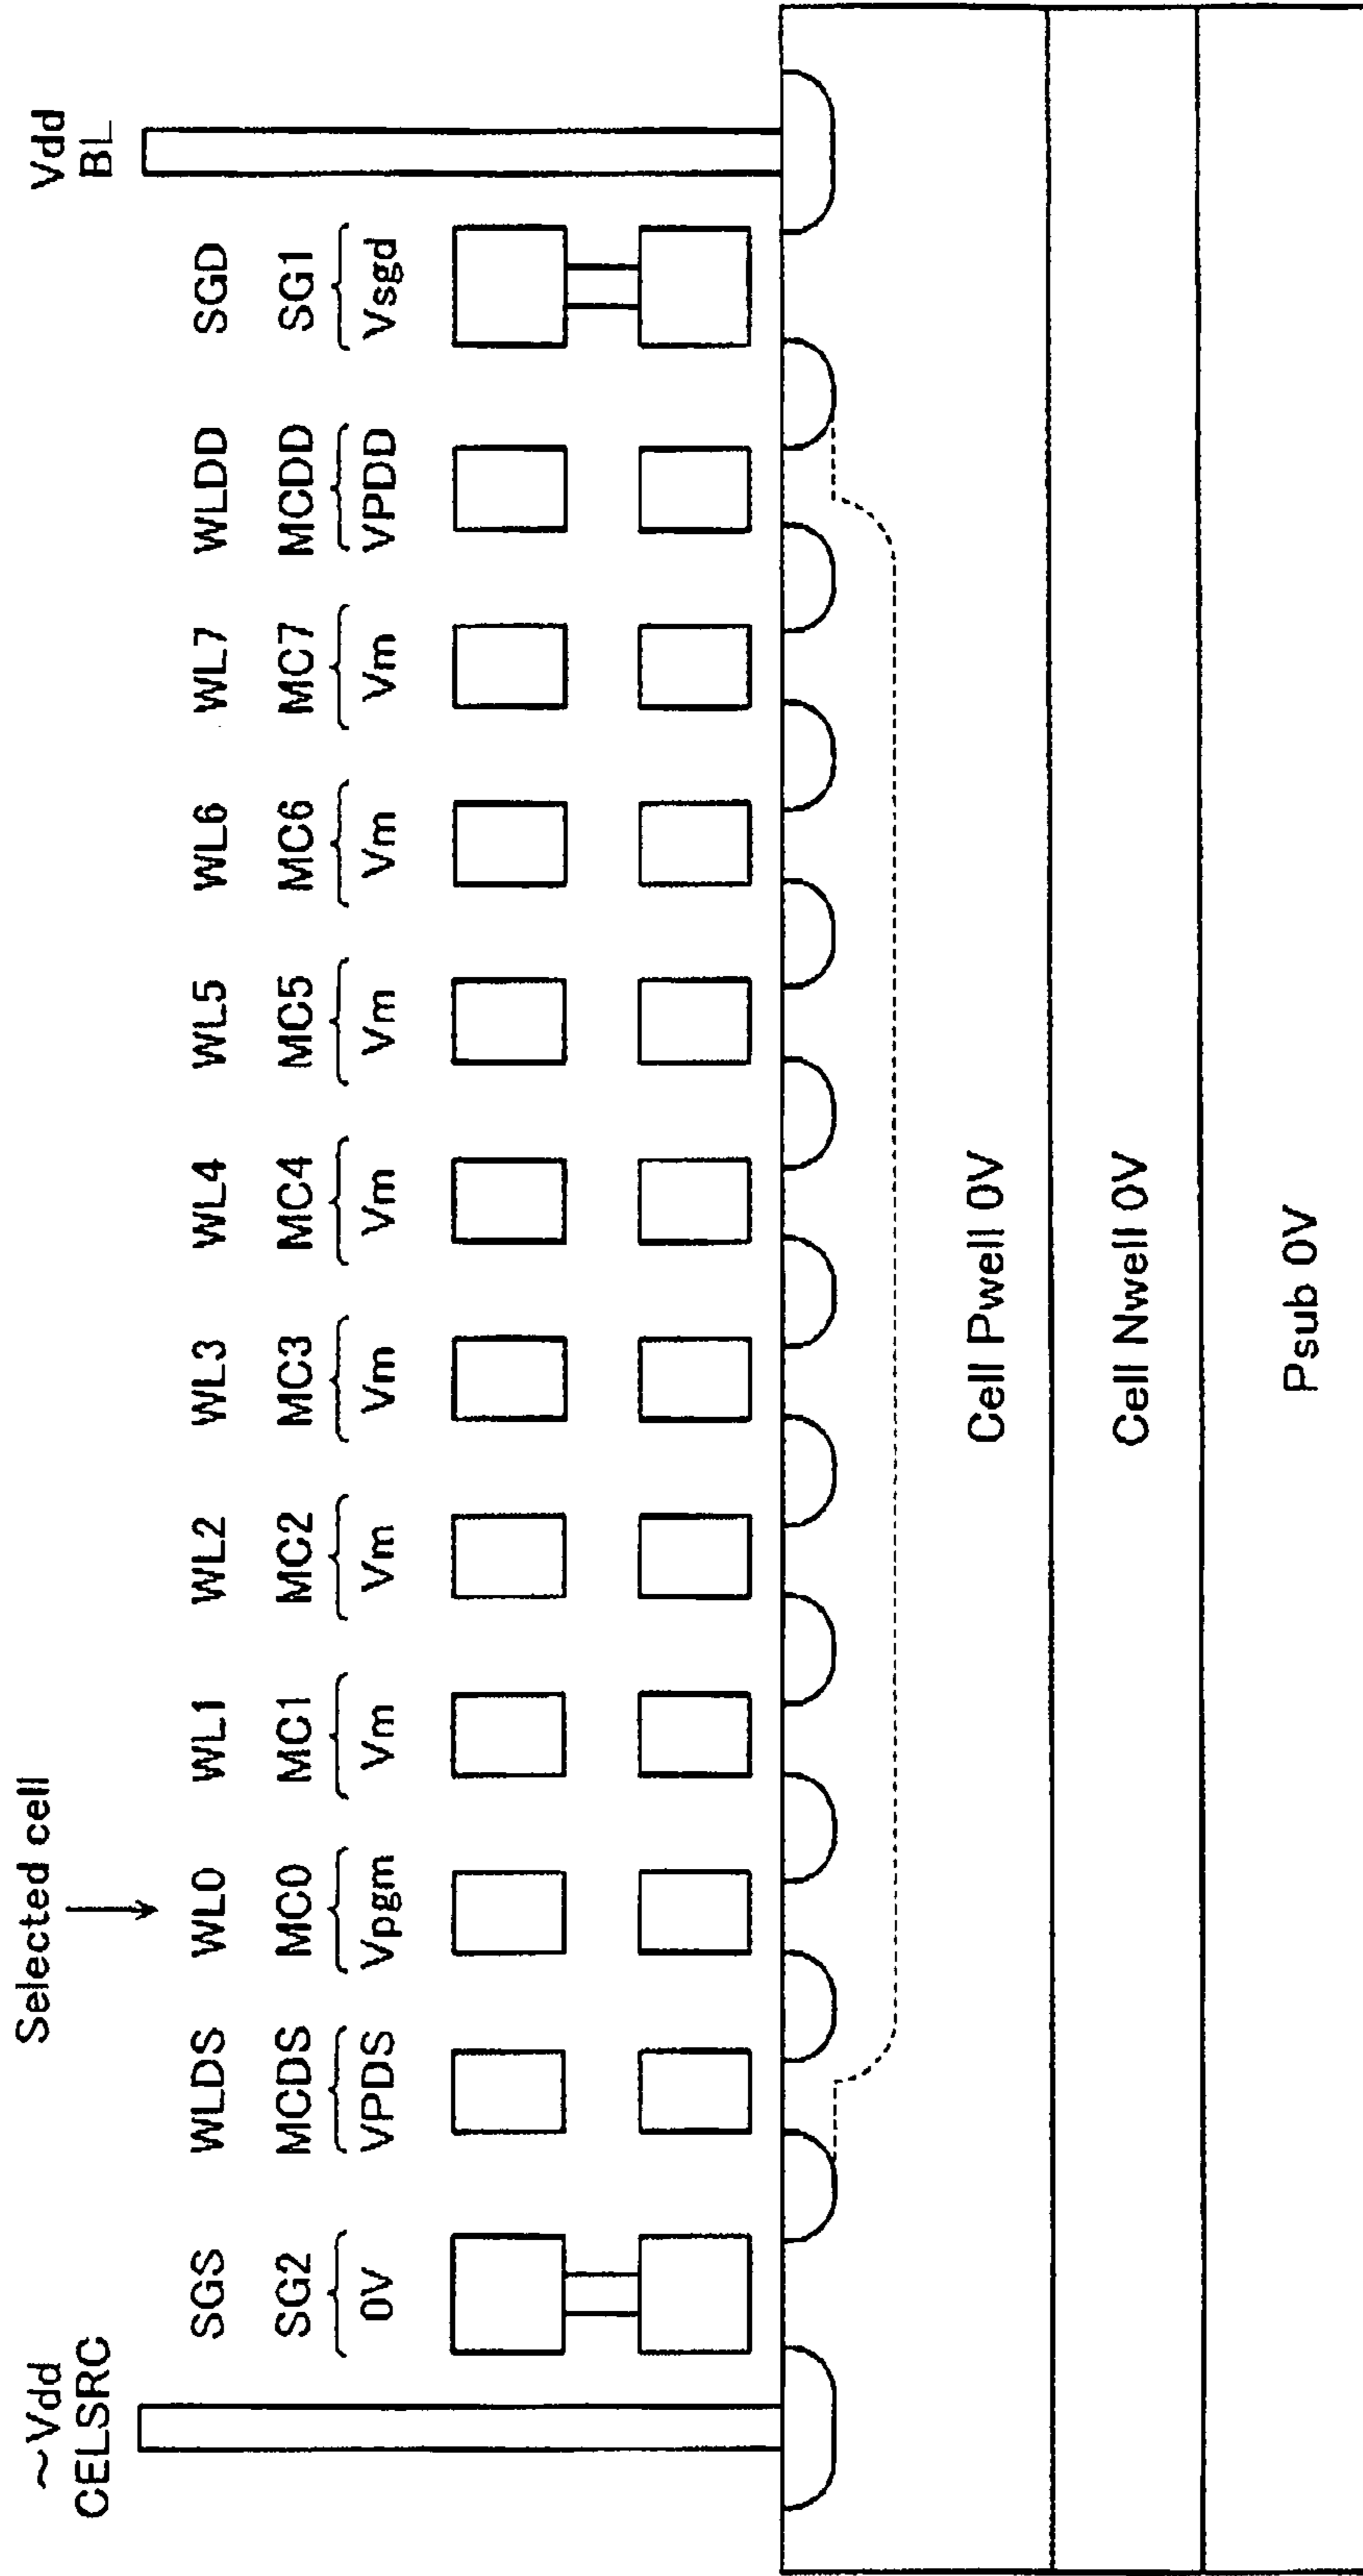 Selected cell
~Vdd
CELSRC
Vdd
BL
SGS WLDS WL0 WL1 WL2 WL3 WL4 WL5 WL6 WL7 WLDD SGD
SG2 MCDS MC0 MC1 MC2 MC3 MC4 MC5 MC6 MC7 MCDD SG1
0V VPDS Vpgm Vm Vm Vm Vm Vm Vm Vm VPDD Vsgd
Cell Pwell 0V
Cell Nwell 0V
Psub 0V